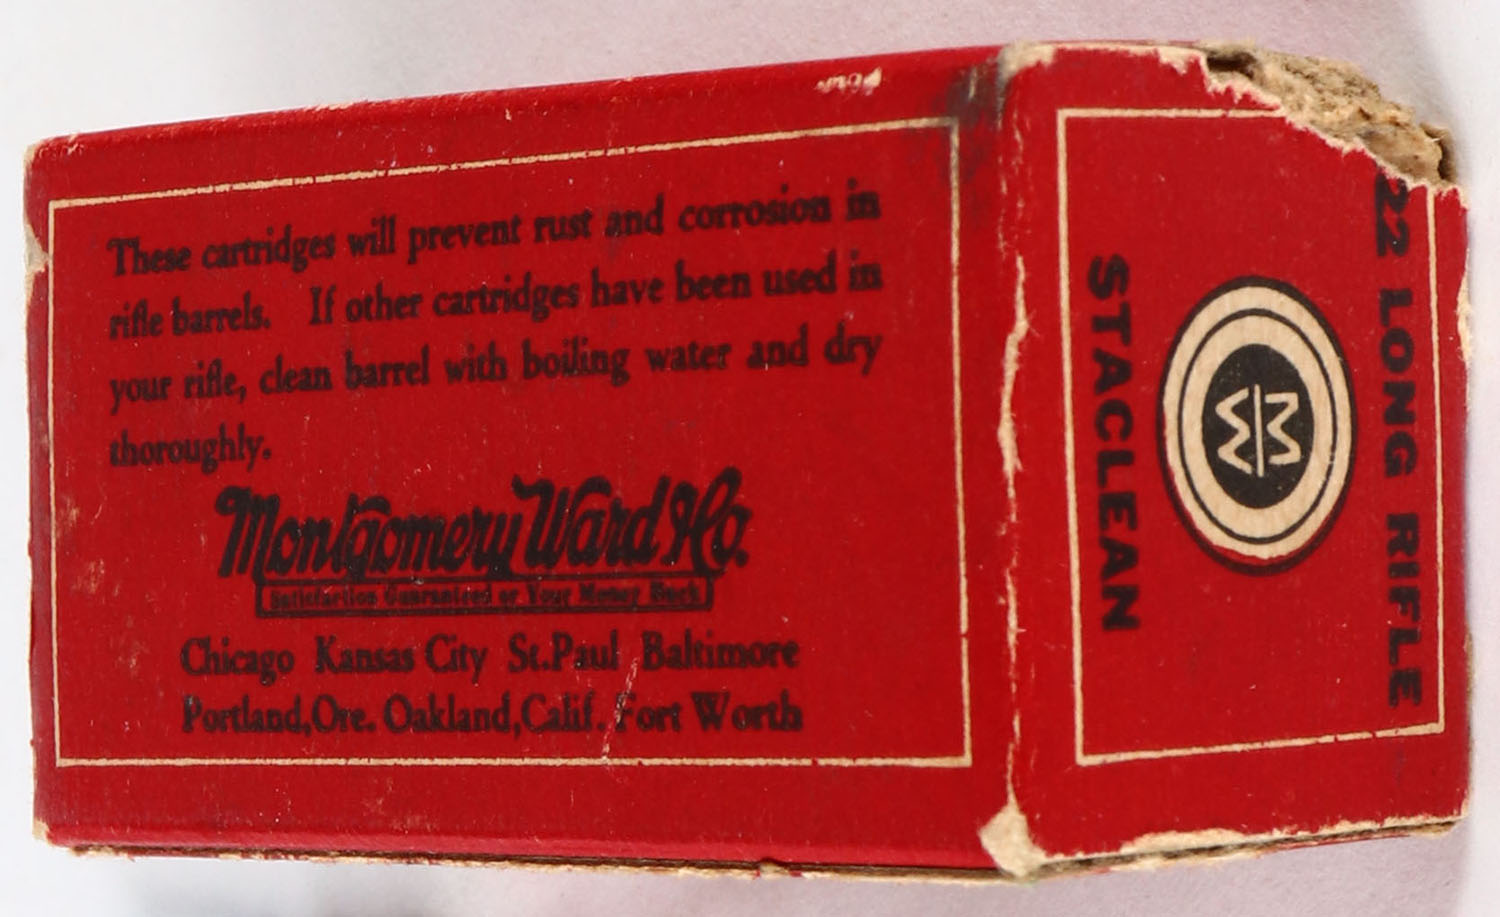 These cartridges will prevent rust and corrosion in
rifle barrels. If other cartridges have been used in
your rifle, clean barrel with boiling water and dry
thoroughly.
Montgomery Ward & Co.
Satisfaction Guaranteed or Your Money Back
Chicago Kansas City St. Paul Baltimore
Portland, Ore. Oakland, Calif. Fort Worth
22 LONG RIFLE
MW
STACLEAN